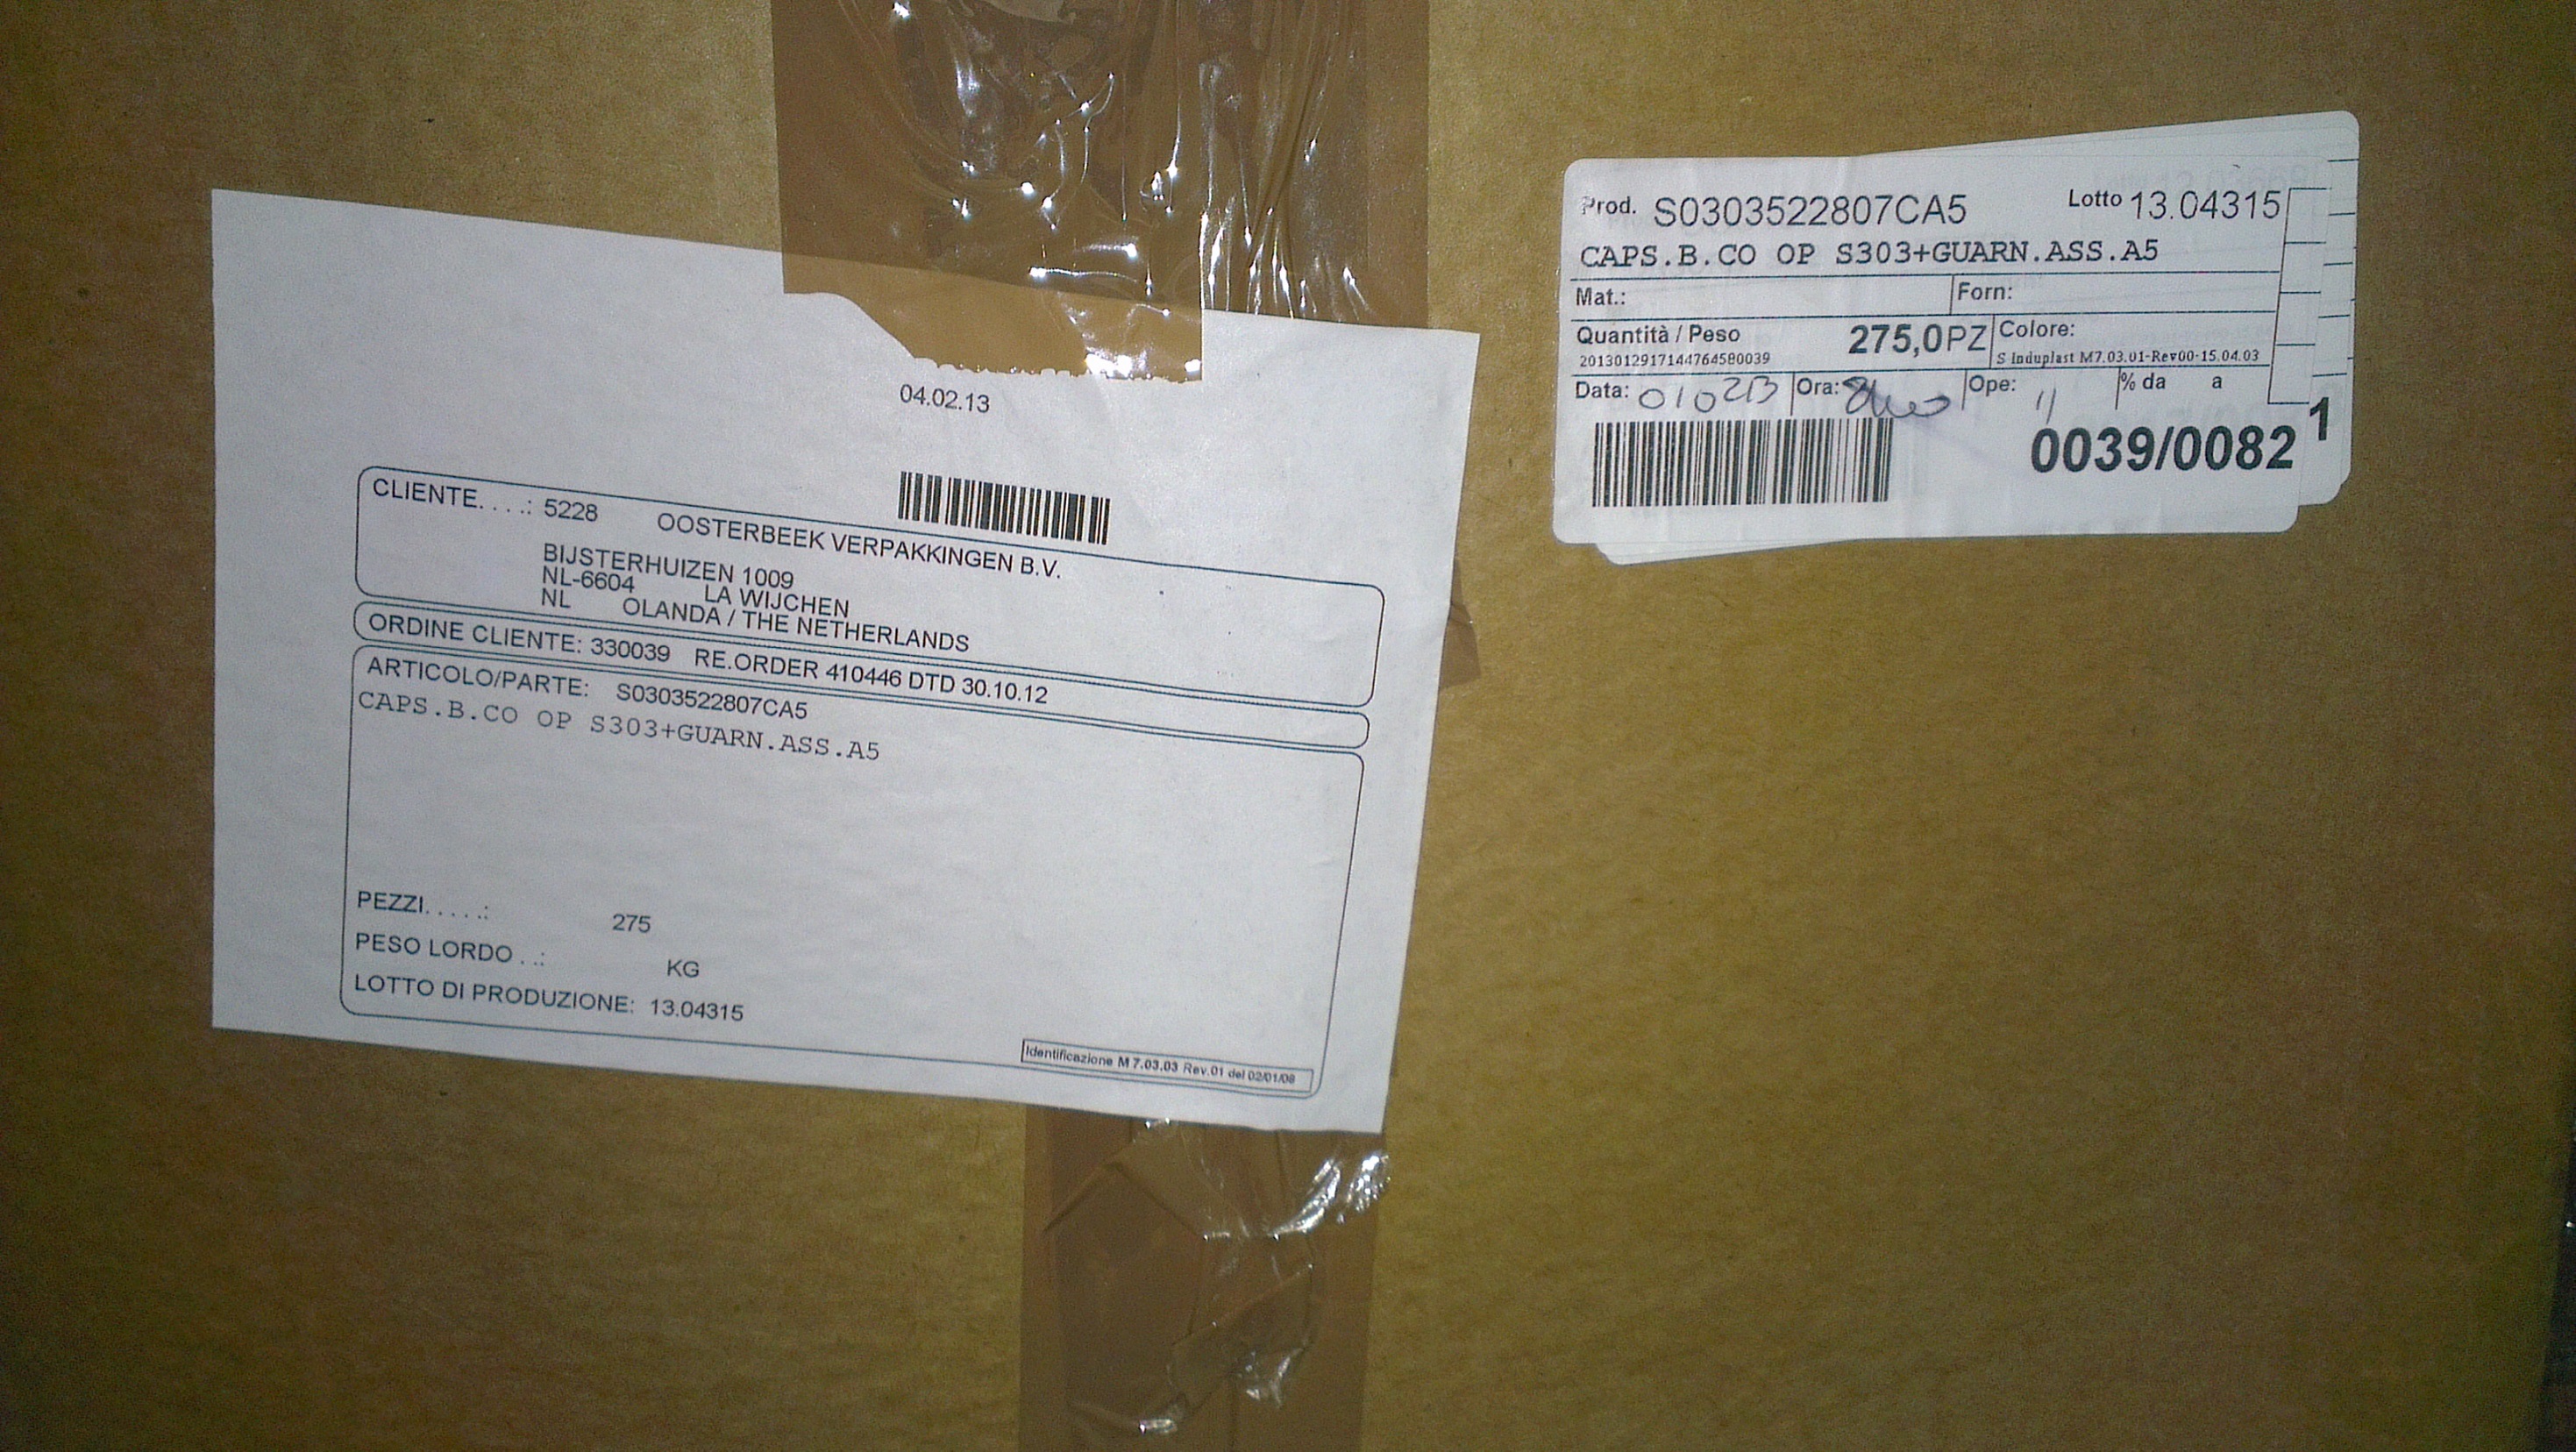 04.02.13
CLIENTE. . . .: 5228 OOSTERBEEK VERPAKKINGEN B.V.
BIJSTERHUIZEN 1009
NL-6604 LA WIJCHEN
NL OLANDA / THE NETHERLANDS
ORDINE CLIENTE: 330039 RE.ORDER 410446 DTD 30.10.12
ARTICOLO/PARTE: S0303522807CA5
CAPS.B.CO OP S303+GUARN.ASS.A5
PEZZI. . . . .: 275
PESO LORDO . .: KG
LOTTO DI PRODUZIONE: 13.04315
Identificazione M 7.03.03 Rev.01 del 02/01/08
Prod. S0303522807CA5 Lotto 13.04315
CAPS.B.CO OP S303+GUARN.ASS.A5
Mat.: Forn:
Quantità / Peso 275,0PZ Colore:
2013012917144764580039 S Induplast M7.03.01-Rev00-15.04.03
Data: 010213 Ora: Ope: 11 % da a
0039/0082 1